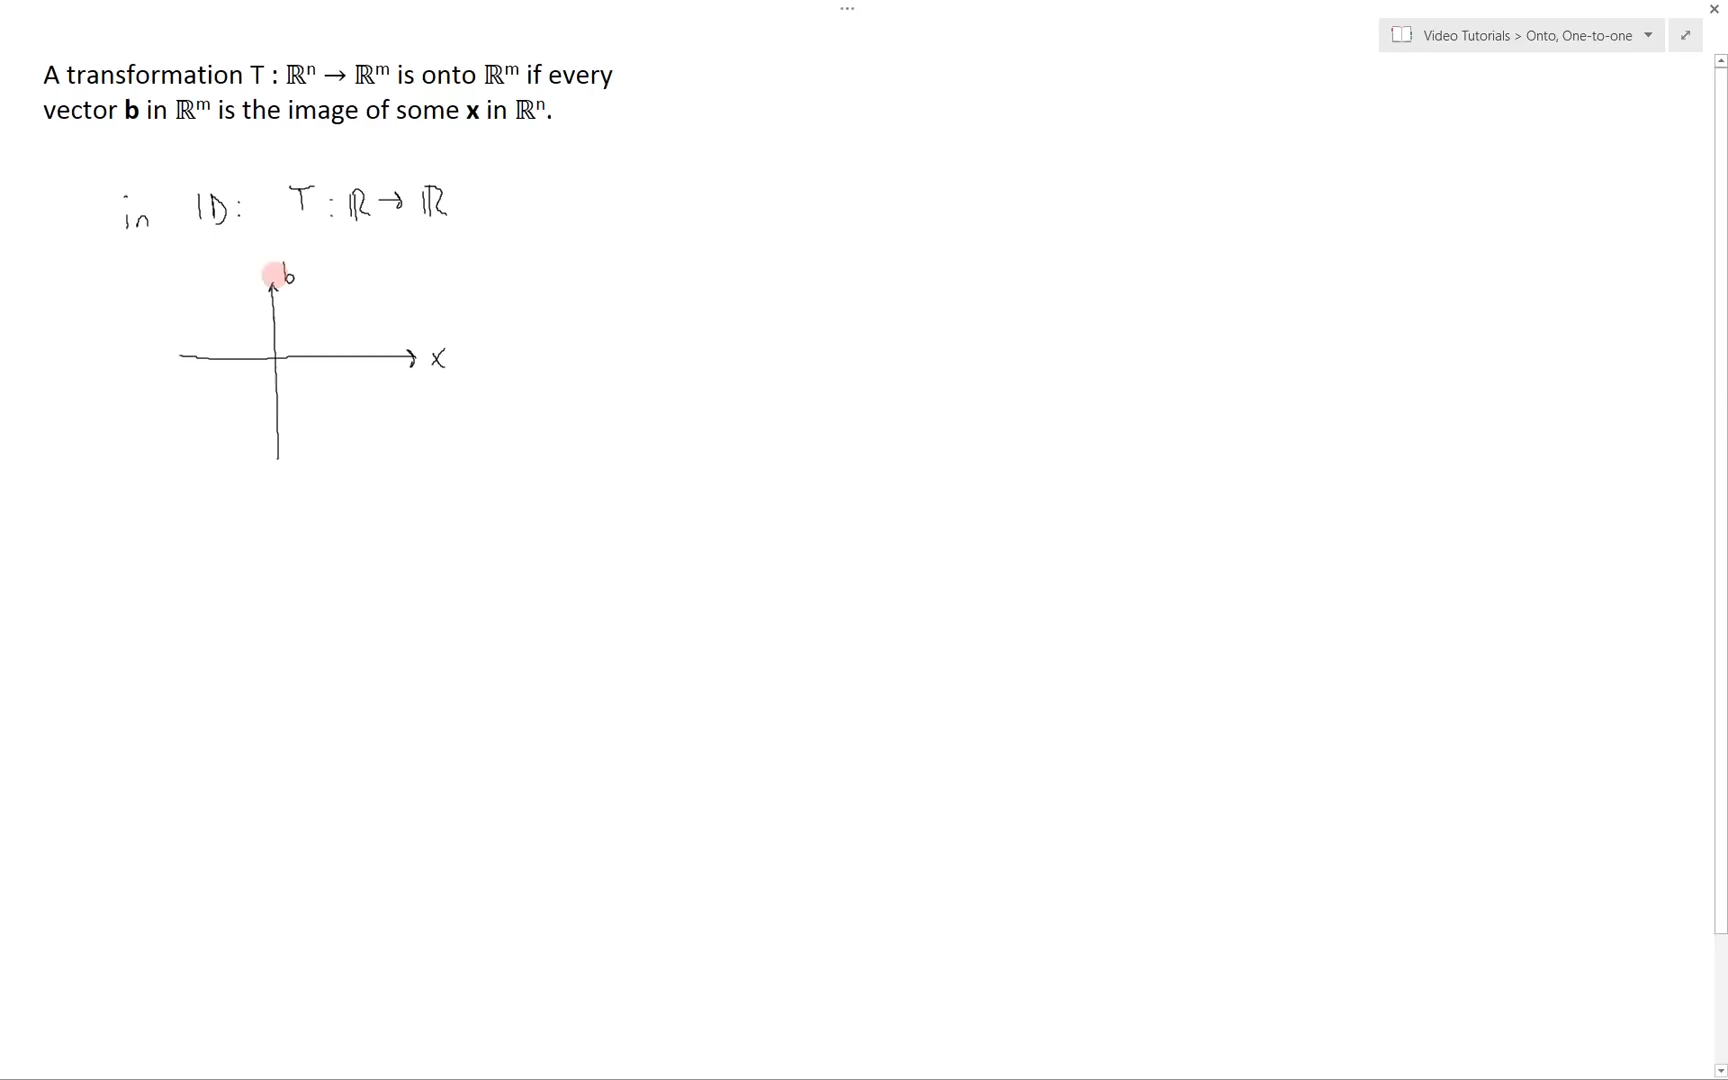 Video Tutorials > Onto, One-to-one
A transformation T : ℝⁿ → ℝᵐ is onto ℝᵐ if every
vector b in ℝᵐ is the image of some x in ℝⁿ.
in 1D: T : ℝ → ℝ
b
x